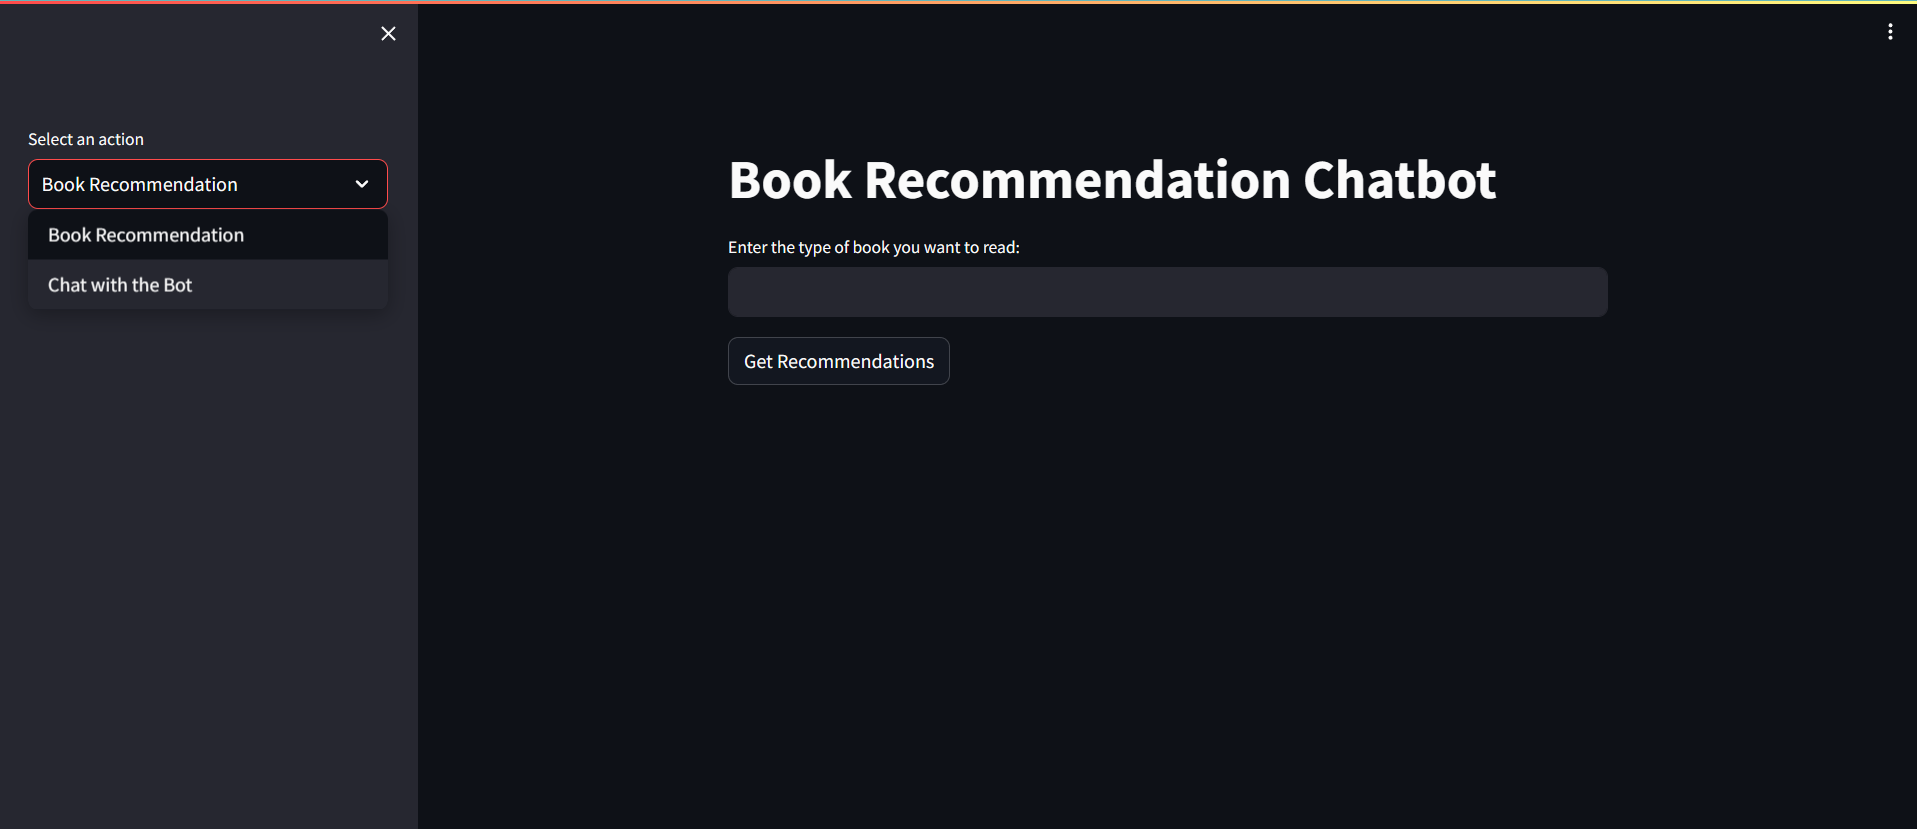 Select an action
Book Recommendation
Book Recommendation
Chat with the Bot
Book Recommendation Chatbot
Enter the type of book you want to read:
Get Recommendations